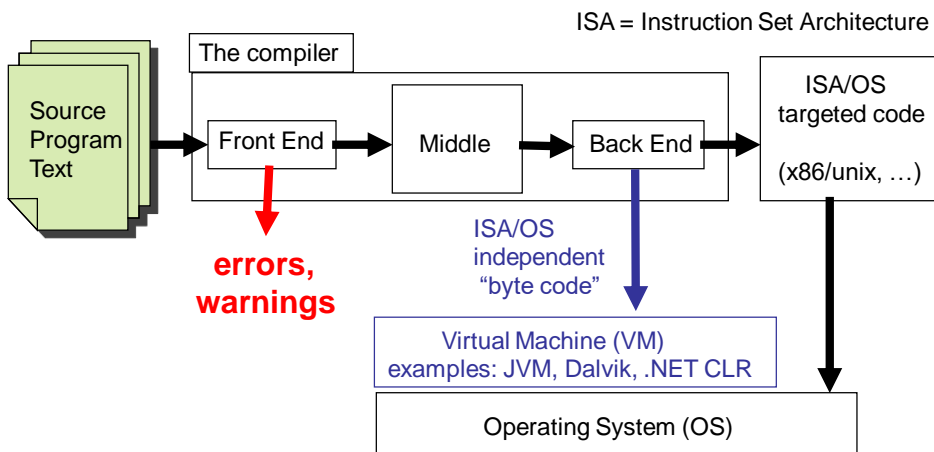 ISA = Instruction Set Architecture
The compiler
Source
Program
Text
Front End
Middle
Back End
ISA/OS
targeted code
(x86/unix, …)
errors,
warnings
ISA/OS
independent
“byte code”
Virtual Machine (VM)
examples: JVM, Dalvik, .NET CLR
Operating System (OS)